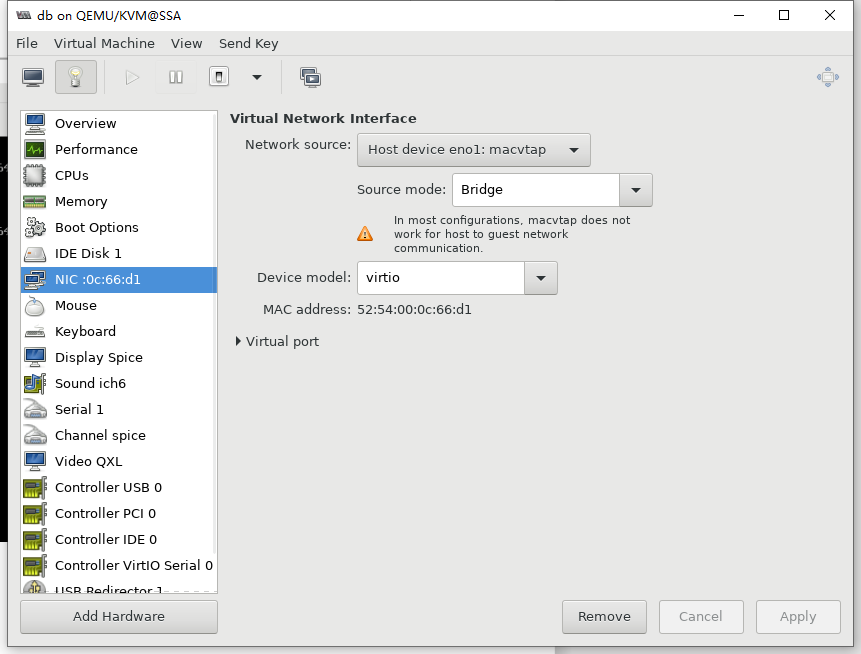 db on QEMU/KVM@SSA
File Virtual Machine View Send Key
Overview
Performance
CPUs
Memory
Boot Options
IDE Disk 1
NIC :0c:66:d1
Mouse
Keyboard
Display Spice
Sound ich6
Serial 1
Channel spice
Video QXL
Controller USB 0
Controller PCI 0
Controller IDE 0
Controller VirtIO Serial 0
USB Redirector 1
Add Hardware
Virtual Network Interface
Network source: Host device eno1: macvtap
Source mode: Bridge
In most configurations, macvtap does not
work for host to guest network
communication.
Device model: virtio
MAC address: 52:54:00:0c:66:d1
Virtual port
Remove Cancel Apply